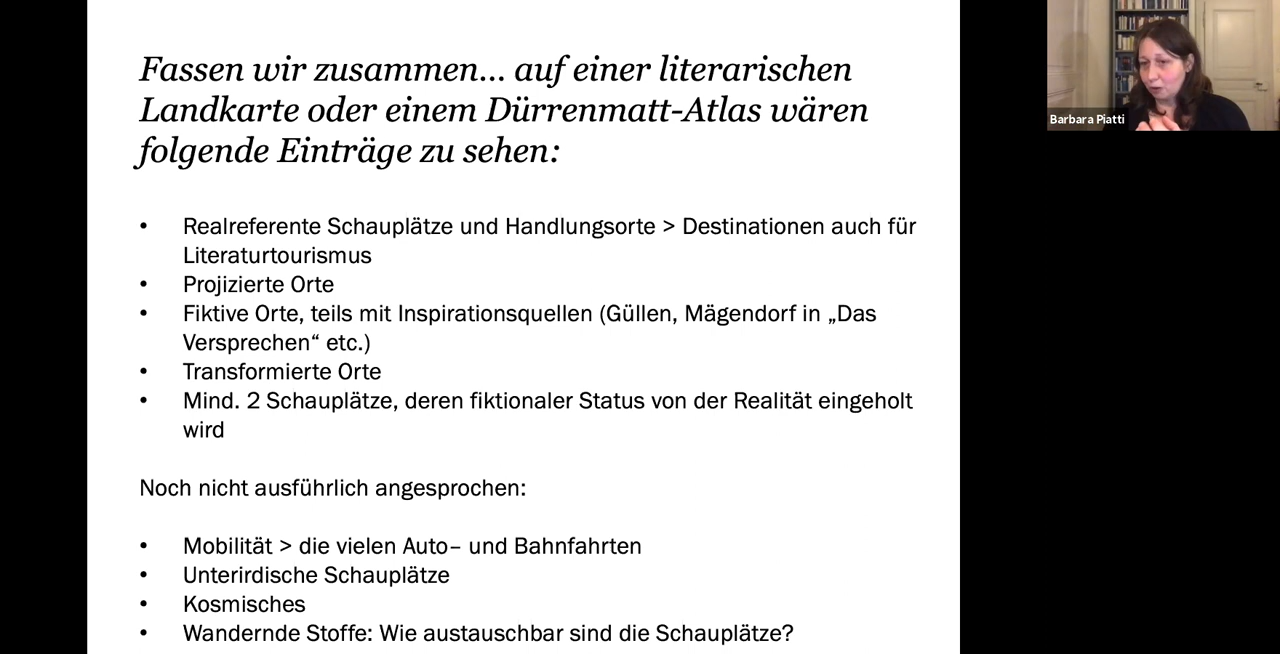 Fassen wir zusammen... auf einer literarischen
Landkarte oder einem Dürrenmatt-Atlas wären
folgende Einträge zu sehen:
• Realreferente Schauplätze und Handlungsorte > Destinationen auch für
Literaturtourismus
• Projizierte Orte
• Fiktive Orte, teils mit Inspirationsquellen (Güllen, Mägendorf in „Das
Versprechen“ etc.)
• Transformierte Orte
• Mind. 2 Schauplätze, deren fiktionaler Status von der Realität eingeholt
wird
Noch nicht ausführlich angesprochen:
• Mobilität > die vielen Auto– und Bahnfahrten
• Unterirdische Schauplätze
• Kosmisches
• Wandernde Stoffe: Wie austauschbar sind die Schauplätze?
Barbara Piatti